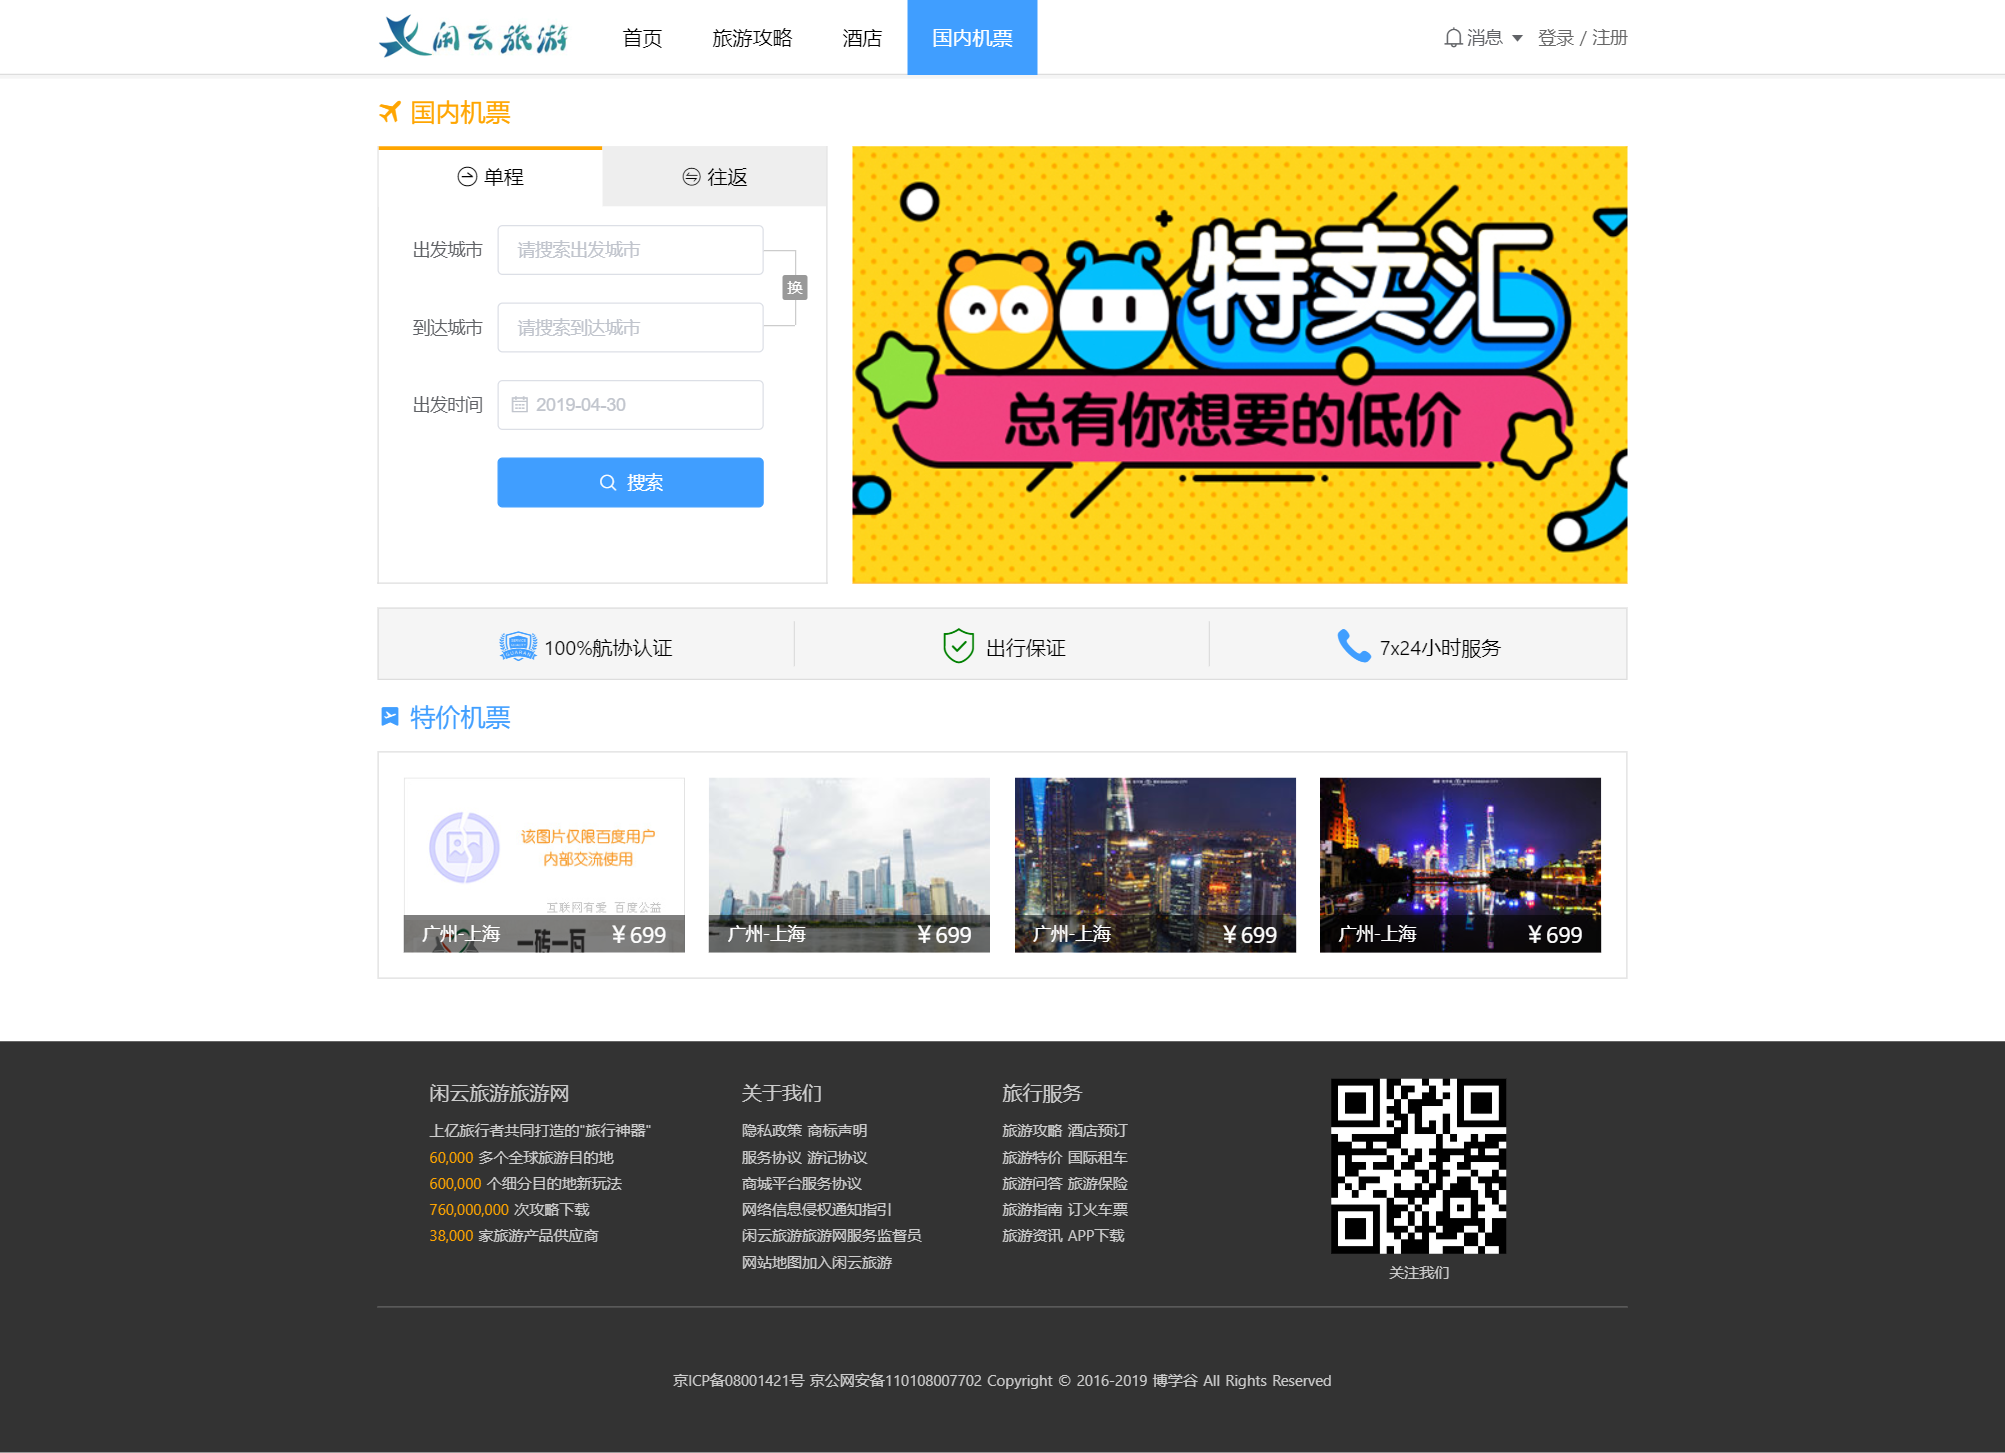 闲云旅游 首页 旅游攻略 酒店 国内机票 消息 登录 / 注册
国内机票
单程 往返
出发城市 请搜索出发城市
换
到达城市 请搜索到达城市
出发时间 2019-04-30
搜索
特卖汇
总有你想要的低价
100%航协认证 出行保证 7x24小时服务
特价机票
该图片仅限百度用户
内部交流使用
互联网有爱 百度公益
一砖一瓦
广州-上海 ￥699 广州-上海 ￥699 广州-上海 ￥699 广州-上海 ￥699
闲云旅游旅游网
上亿旅行者共同打造的"旅行神器"
60,000 多个全球旅游目的地
600,000 个细分目的地新玩法
760,000,000 次攻略下载
38,000 家旅游产品供应商
关于我们
隐私政策 商标声明
服务协议 游记协议
商城平台服务协议
网络信息侵权通知指引
闲云旅游旅游网服务监督员
网站地图加入闲云旅游
旅行服务
旅游攻略 酒店预订
旅游特价 国际租车
旅游问答 旅游保险
旅游指南 订火车票
旅游资讯 APP下载
关注我们
京ICP备08001421号 京公网安备110108007702 Copyright © 2016-2019 博学谷 All Rights Reserved